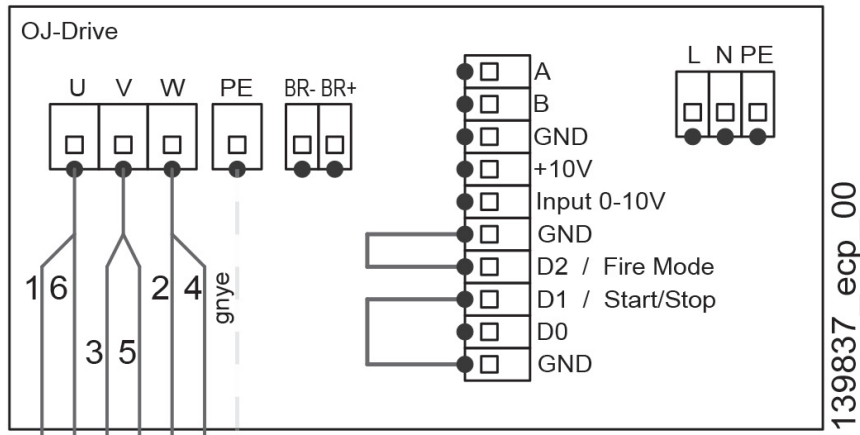 OJ-Drive
U V W PE BR- BR+
L N PE
A
B
GND
+10V
Input 0-10V
GND
D2 / Fire Mode
D1 / Start/Stop
D0
GND
1 6 3 5 2 4 gnye
139837_ecp_00